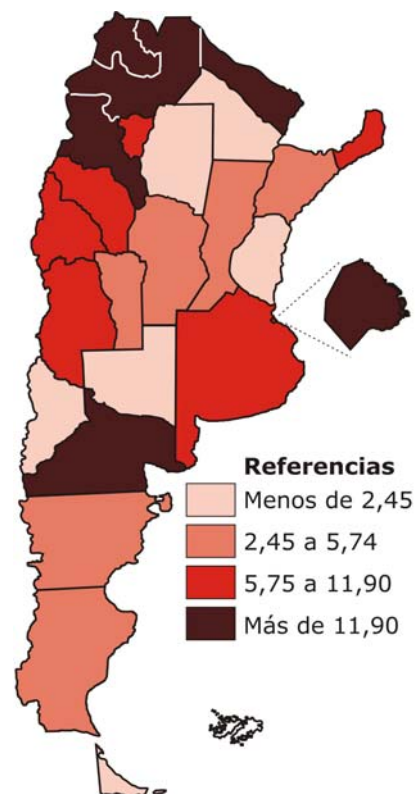 Referencias
Menos de 2,45
2,45 a 5,74
5,75 a 11,90
Más de 11,90